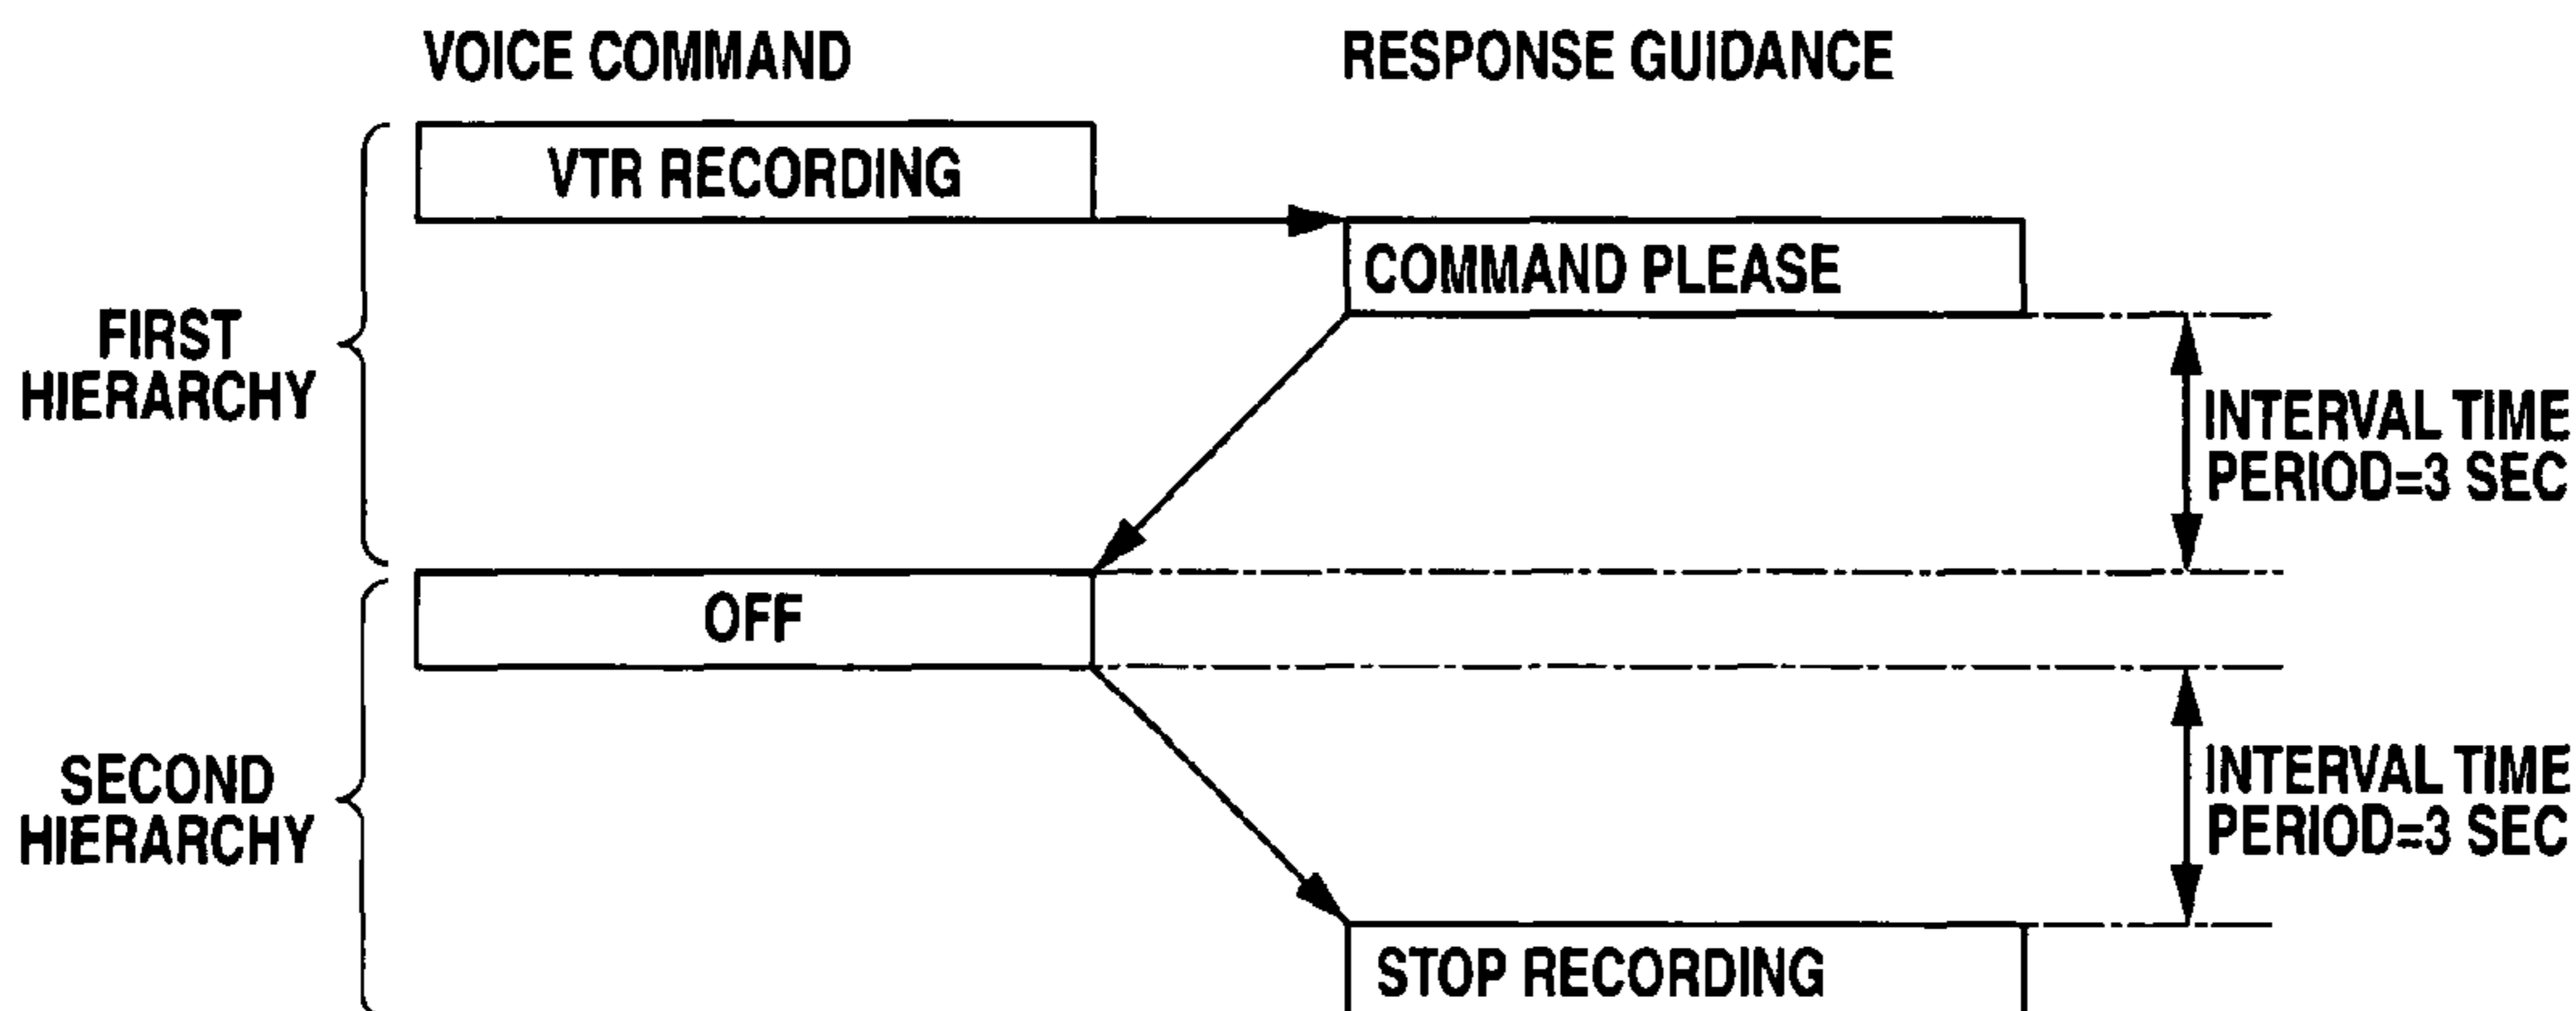 VOICE COMMAND
RESPONSE GUIDANCE
VTR RECORDING
COMMAND PLEASE
FIRST
HIERARCHY
INTERVAL TIME
PERIOD=3 SEC
OFF
SECOND
HIERARCHY
INTERVAL TIME
PERIOD=3 SEC
STOP RECORDING